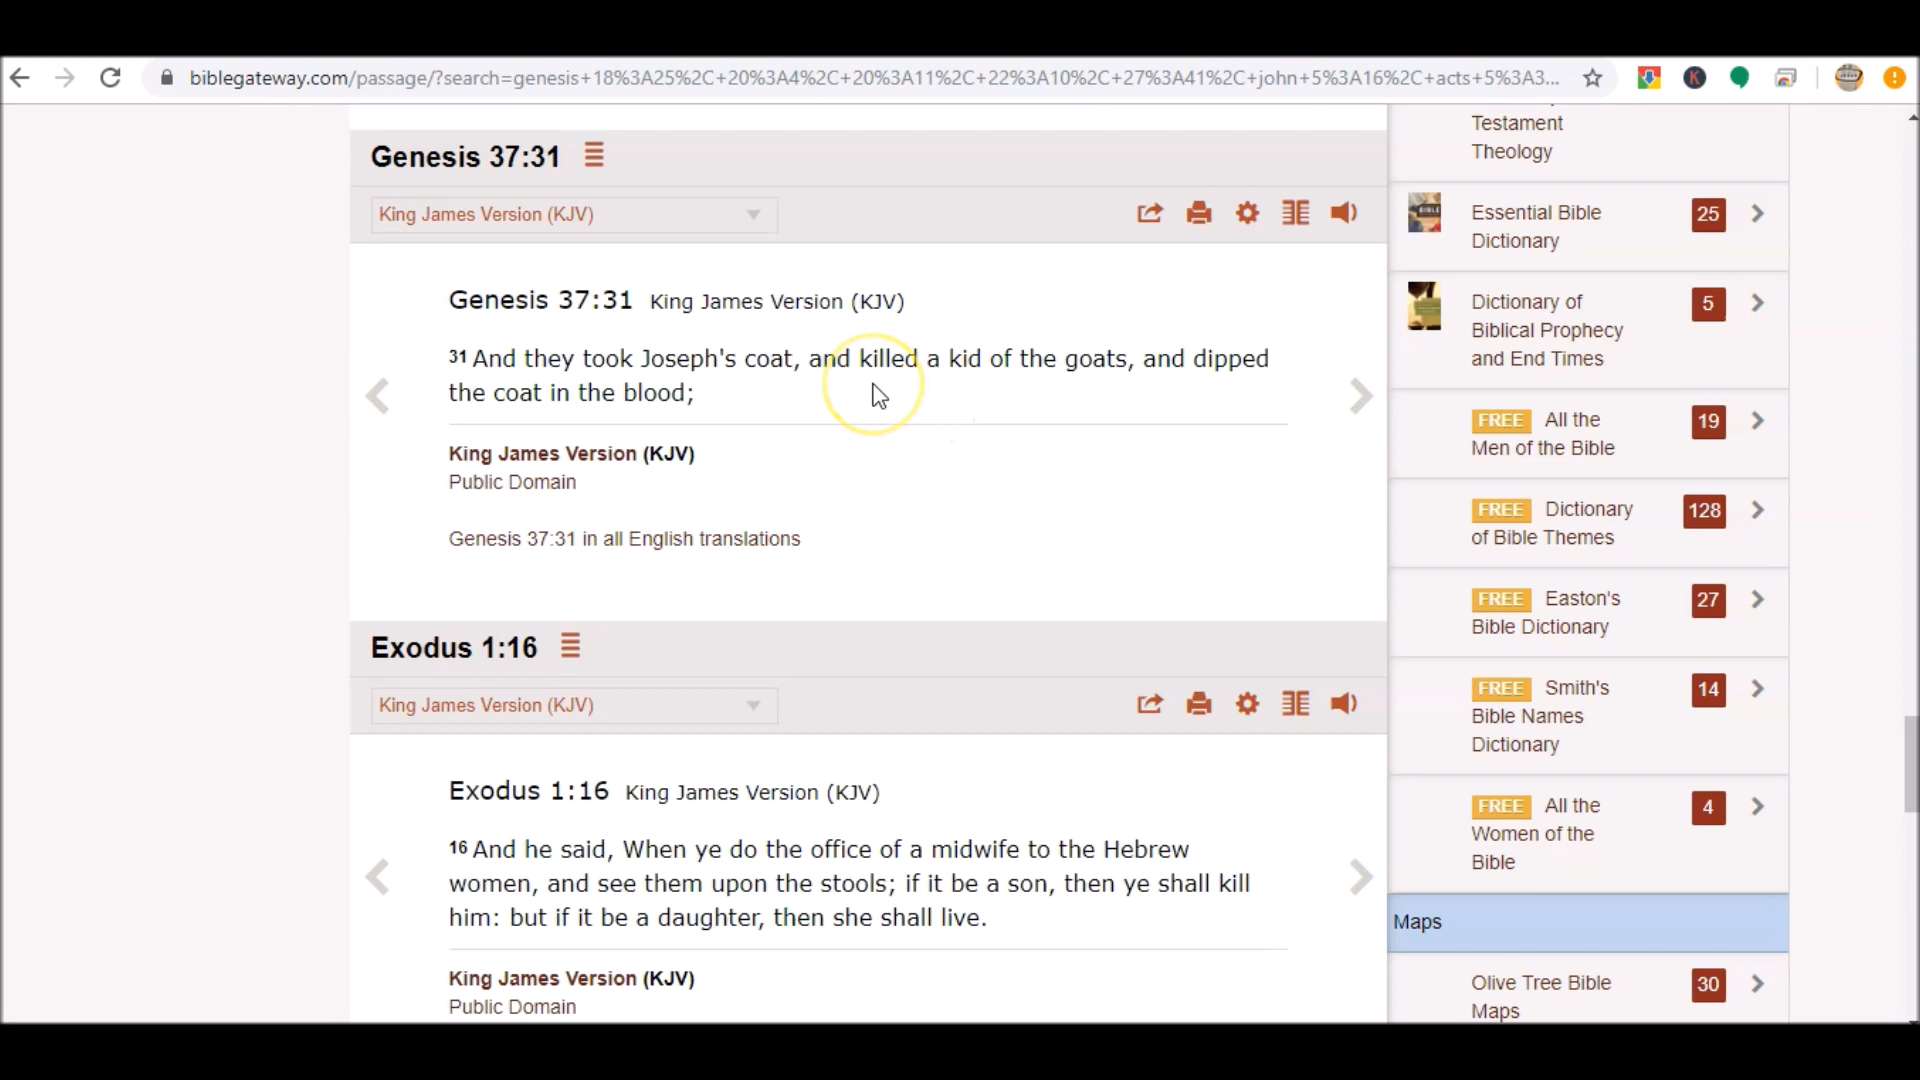 biblegateway.com/passage/?search=genesis+18%3A25%2C+20%3A4%2C+20%3A11%2C+22%3A10%2C+27%3A41%2C+john+5%3A16%2C+acts+5%3A3...
Genesis 37:31
King James Version (KJV)
Genesis 37:31 King James Version (KJV)
31 And they took Joseph's coat, and killed a kid of the goats, and dipped
the coat in the blood;
King James Version (KJV)
Public Domain
Genesis 37:31 in all English translations
Exodus 1:16
King James Version (KJV)
Exodus 1:16 King James Version (KJV)
16 And he said, When ye do the office of a midwife to the Hebrew
women, and see them upon the stools; if it be a son, then ye shall kill
him: but if it be a daughter, then she shall live.
King James Version (KJV)
Public Domain
Testament
Theology
Essential Bible 25
Dictionary
Dictionary of 5
Biblical Prophecy
and End Times
FREE All the 19
Men of the Bible
FREE Dictionary 128
of Bible Themes
FREE Easton's 27
Bible Dictionary
FREE Smith's 14
Bible Names
Dictionary
FREE All the 4
Women of the
Bible
Maps
Olive Tree Bible 30
Maps